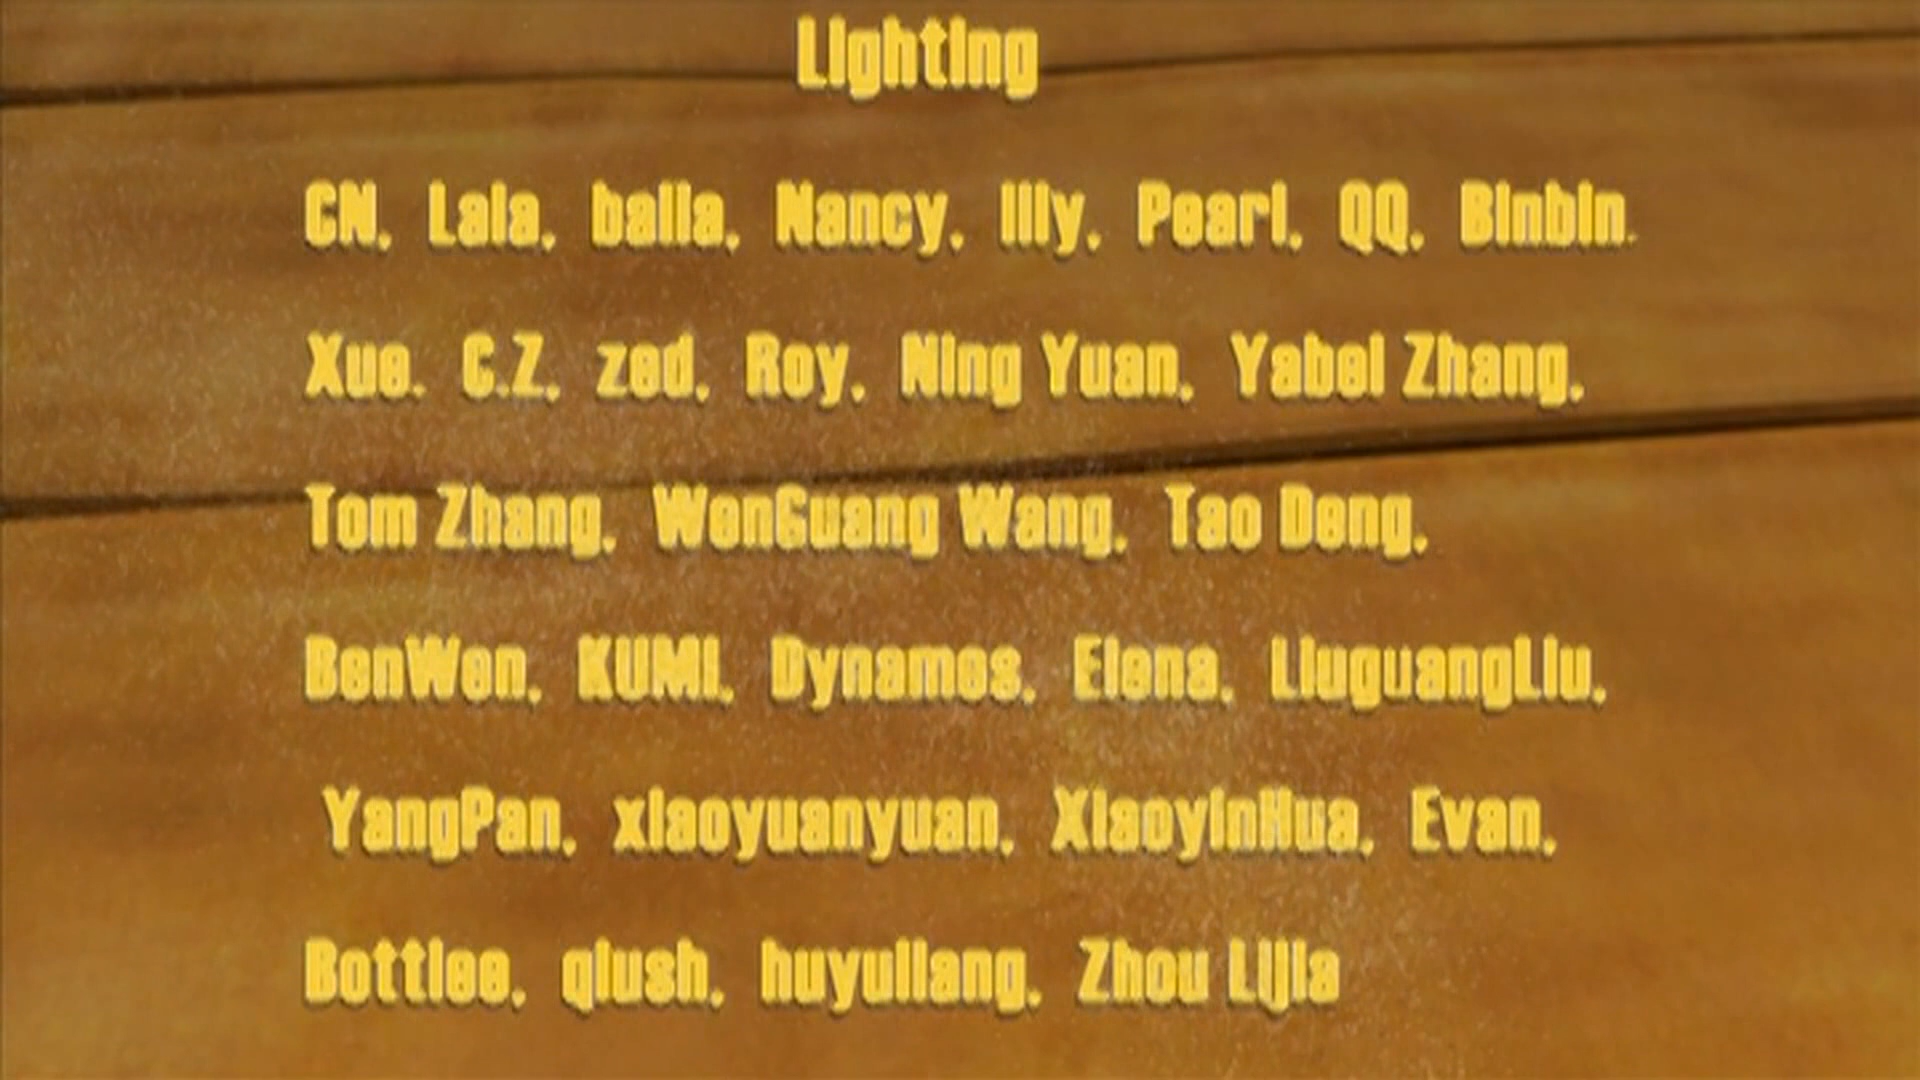 Lighting
CN, Lala, balla, Nancy, lily, Pearl, QQ, Binbin.
Xue. C.Z, zed, Roy, Ning Yuan, Yabei Zhang,
Tom Zhang, WenGuang Wang, Tao Deng,
BenWen, KUMI, Dynames, Elena, LiuguangLiu,
YangPan, xiaoyuanyuan, XiaoyinHua, Evan,
Bottlee, qiush, huyuliang, Zhou Lijia